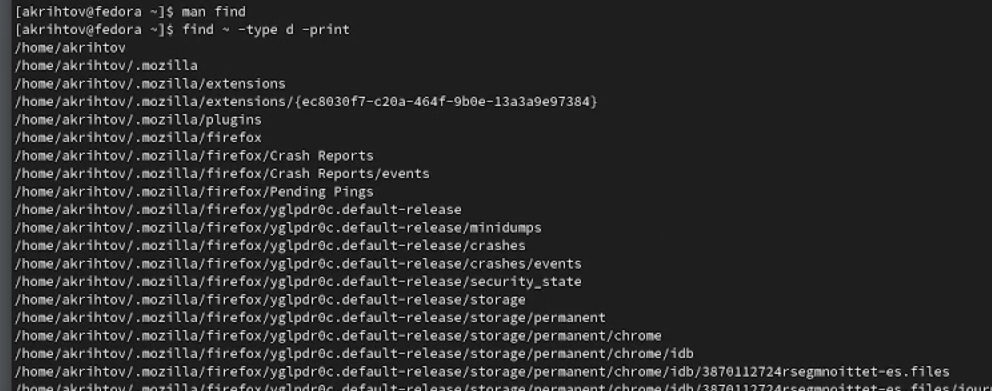 [akrihtov@fedora ~]$ man find
[akrihtov@fedora ~]$ find ~ -type d -print
/home/akrihtov
/home/akrihtov/.mozilla
/home/akrihtov/.mozilla/extensions
/home/akrihtov/.mozilla/extensions/{ec8030f7-c20a-464f-9b0e-13a3a9e97384}
/home/akrihtov/.mozilla/plugins
/home/akrihtov/.mozilla/firefox
/home/akrihtov/.mozilla/firefox/Crash Reports
/home/akrihtov/.mozilla/firefox/Crash Reports/events
/home/akrihtov/.mozilla/firefox/Pending Pings
/home/akrihtov/.mozilla/firefox/yglpdr0c.default-release
/home/akrihtov/.mozilla/firefox/yglpdr0c.default-release/minidumps
/home/akrihtov/.mozilla/firefox/yglpdr0c.default-release/crashes
/home/akrihtov/.mozilla/firefox/yglpdr0c.default-release/crashes/events
/home/akrihtov/.mozilla/firefox/yglpdr0c.default-release/security_state
/home/akrihtov/.mozilla/firefox/yglpdr0c.default-release/storage
/home/akrihtov/.mozilla/firefox/yglpdr0c.default-release/storage/permanent
/home/akrihtov/.mozilla/firefox/yglpdr0c.default-release/storage/permanent/chrome
/home/akrihtov/.mozilla/firefox/yglpdr0c.default-release/storage/permanent/chrome/idb
/home/akrihtov/.mozilla/firefox/yglpdr0c.default-release/storage/permanent/chrome/idb/3870112724rsegmnoittet-es.files
/home/akrihtov/.mozilla/firefox/yglpdr0c.default-release/storage/permanent/chrome/idb/3870112724rsegmnoittet-es.files/jour